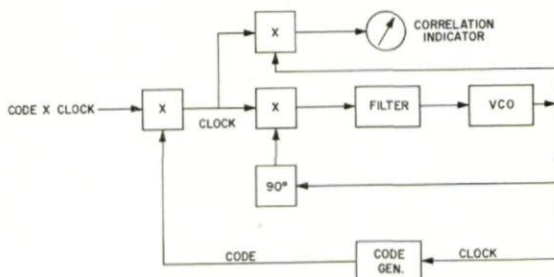 X
CORRELATION
INDICATOR
CODE X CLOCK
X
CLOCK
X
FILTER
VCO
90°
CODE
CODE
GEN.
CLOCK